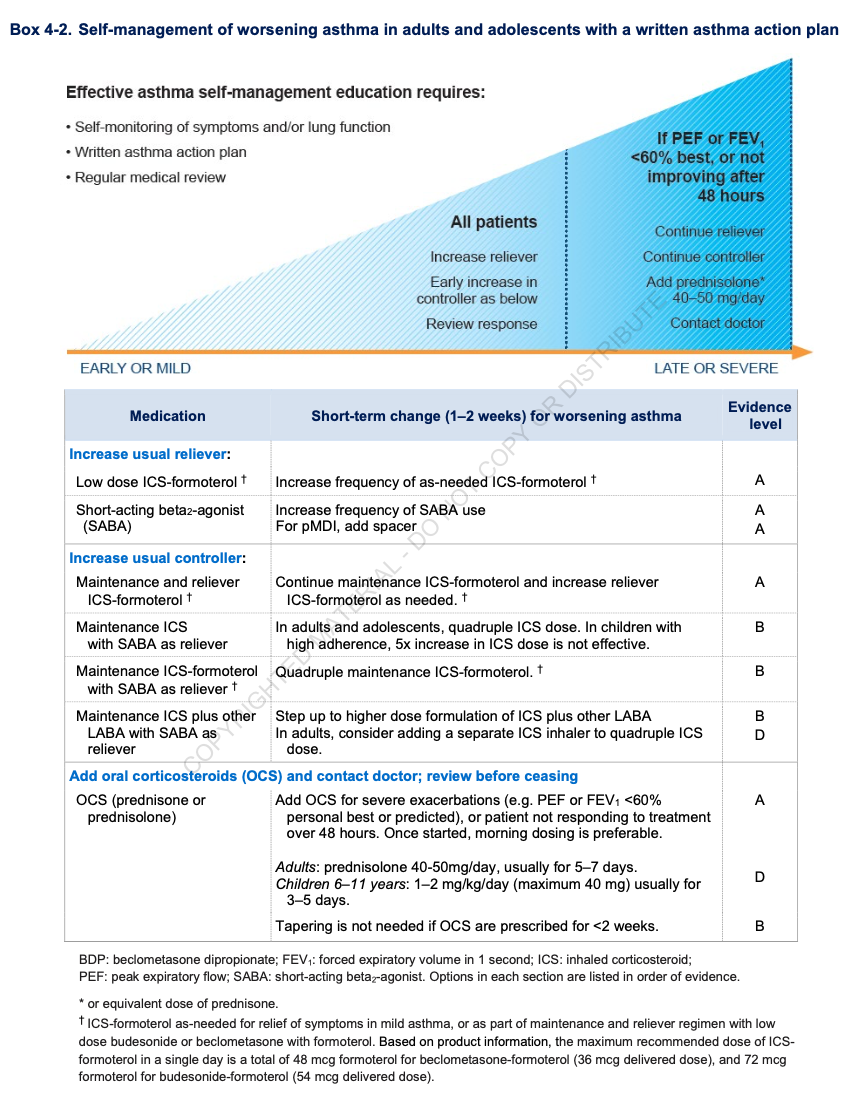 Box 4-2. Self-management of worsening asthma in adults and adolescents with a written asthma action plan
Effective asthma self-management education requires:
• Self-monitoring of symptoms and/or lung function
• Written asthma action plan
• Regular medical review
All patients
Increase reliever
Early increase in
controller as below
Review response
If PEF or FEV₁
<60% best, or not
improving after
48 hours
Continue reliever
Continue controller
Add prednisolone*
40–50 mg/day
Contact doctor
EARLY OR MILD
LATE OR SEVERE
COPYRIGHTED MATERIAL - DO NOT COPY OR DISTRIBUTE
Medication
Short-term change (1–2 weeks) for worsening asthma
Evidence
level
Increase usual reliever:
Low dose ICS-formoterol †
Increase frequency of as-needed ICS-formoterol †
A
Short-acting beta2-agonist
(SABA)
Increase frequency of SABA use
For pMDI, add spacer
A
A
Increase usual controller:
Maintenance and reliever
ICS-formoterol †
Continue maintenance ICS-formoterol and increase reliever
ICS-formoterol as needed. †
A
Maintenance ICS
with SABA as reliever
In adults and adolescents, quadruple ICS dose. In children with
high adherence, 5x increase in ICS dose is not effective.
B
Maintenance ICS-formoterol
with SABA as reliever †
Quadruple maintenance ICS-formoterol. †
B
Maintenance ICS plus other
LABA with SABA as
reliever
Step up to higher dose formulation of ICS plus other LABA
In adults, consider adding a separate ICS inhaler to quadruple ICS
dose.
B
D
Add oral corticosteroids (OCS) and contact doctor; review before ceasing
OCS (prednisone or
prednisolone)
Add OCS for severe exacerbations (e.g. PEF or FEV₁ <60%
personal best or predicted), or patient not responding to treatment
over 48 hours. Once started, morning dosing is preferable.
A
Adults: prednisolone 40-50mg/day, usually for 5–7 days.
Children 6–11 years: 1–2 mg/kg/day (maximum 40 mg) usually for
3–5 days.
D
Tapering is not needed if OCS are prescribed for <2 weeks.
B
BDP: beclometasone dipropionate; FEV₁: forced expiratory volume in 1 second; ICS: inhaled corticosteroid;
PEF: peak expiratory flow; SABA: short-acting beta₂-agonist. Options in each section are listed in order of evidence.
* or equivalent dose of prednisone.
† ICS-formoterol as-needed for relief of symptoms in mild asthma, or as part of maintenance and reliever regimen with low
dose budesonide or beclometasone with formoterol. Based on product information, the maximum recommended dose of ICS-
formoterol in a single day is a total of 48 mcg formoterol for beclometasone-formoterol (36 mcg delivered dose), and 72 mcg
formoterol for budesonide-formoterol (54 mcg delivered dose).